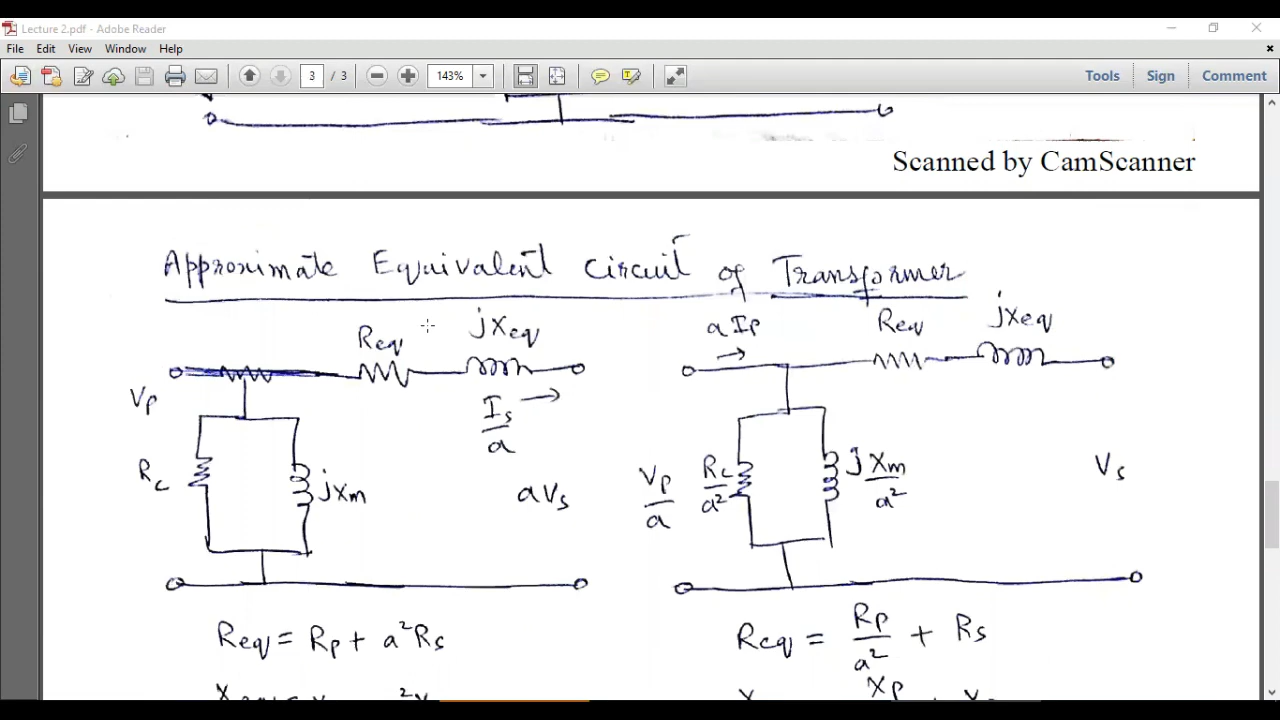 Lecture 2.pdf - Adobe Reader
File Edit View Window Help
3 / 3 143% Tools Sign Comment
Scanned by CamScanner
Approximate Equivalent Circuit of Transformer
Req jXeq
Vp
Is/a
Rc jXm aVs
Req = Rp + a²Rs
aIp Req jXeq
Vp/a Rc/a² jXm/a² Vs
Req = Rp/a² + Rs
Xp